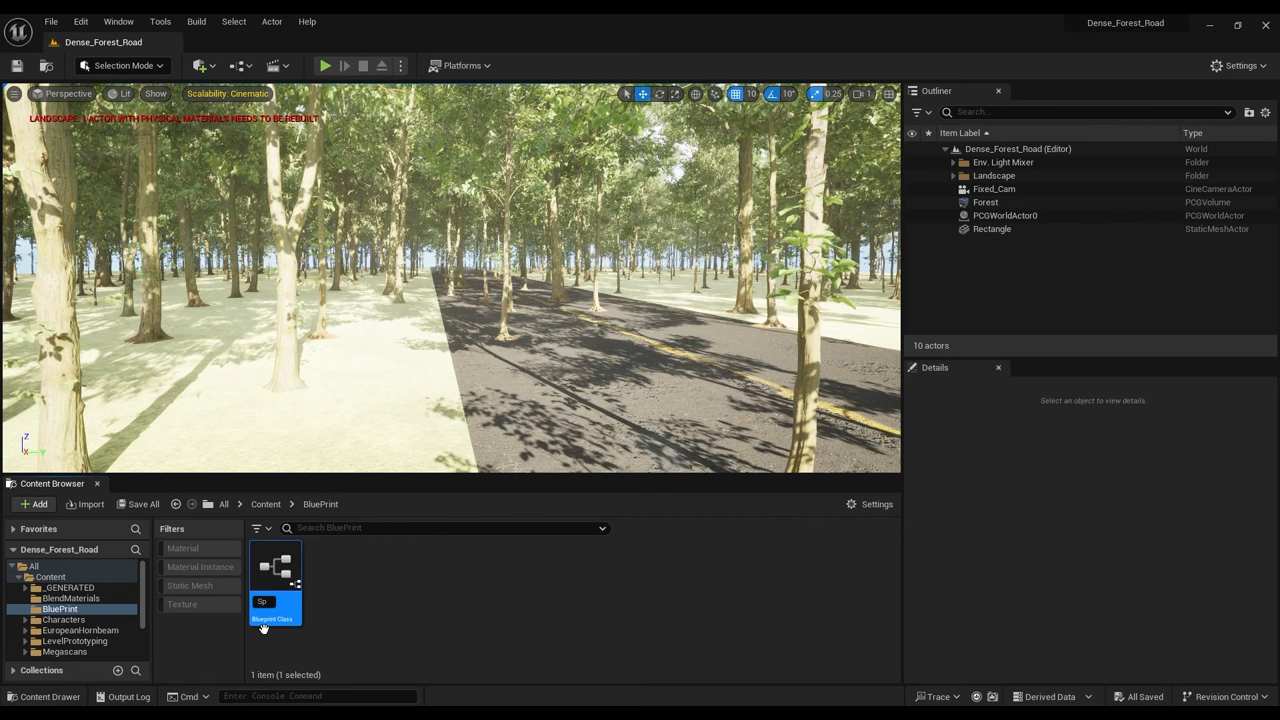 File Edit Window Tools Build Select Actor Help
Dense_Forest_Road
Dense_Forest_Road
Selection Mode
Platforms
Settings
Perspective Lit Show Scalability: Cinematic
10 10° 0.25 1
LANDSCAPE: 1 ACTOR WITH PHYSICAL MATERIALS NEEDS TO BE REBUILT
Z
X Y
Outliner
Search...
Item Label Type
Dense_Forest_Road (Editor) World
Env. Light Mixer Folder
Landscape Folder
Fixed_Cam CineCameraActor
Forest PCGVolume
PCGWorldActor0 PCGWorldActor
Rectangle StaticMeshActor
10 actors
Details
Select an object to view details
Content Browser
Add Import Save All All Content BluePrint
Settings
Favorites
Dense_Forest_Road
All
Content
_GENERATED
BlendMaterials
BluePrint
Characters
EuropeanHornbeam
LevelPrototyping
Megascans
Collections
Filters
Material
Material Instance
Static Mesh
Texture
Search BluePrint
Sp
Blueprint Class
1 item (1 selected)
Content Drawer Output Log Cmd Enter Console Command
Trace Derived Data All Saved Revision Control